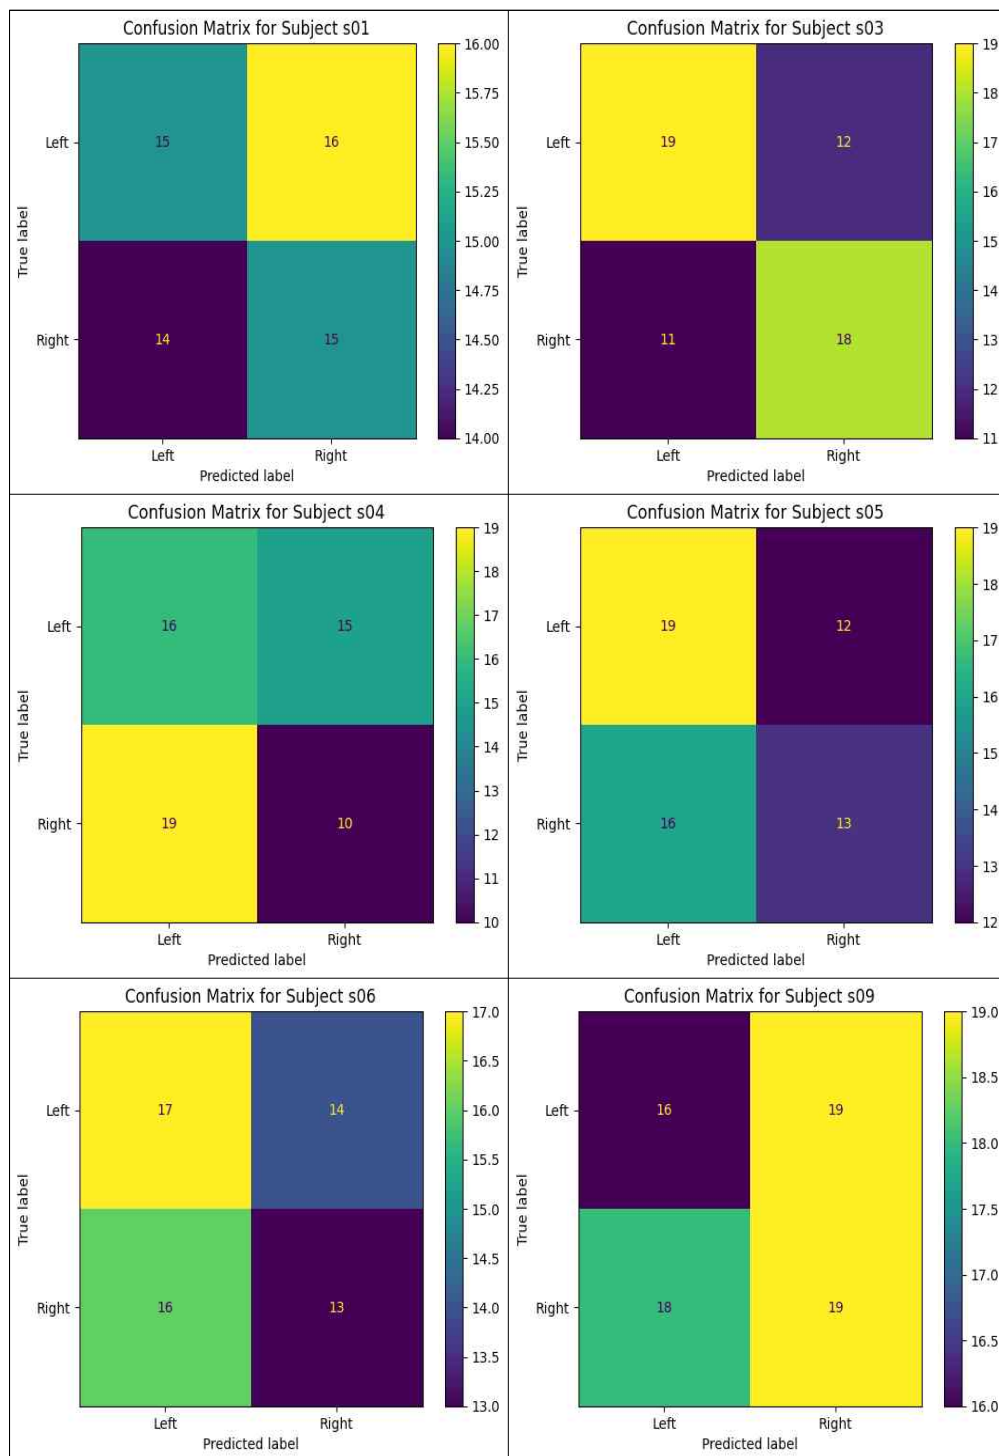 Confusion Matrix for Subject s01
16.00
15.75
15.50
15.25
15.00
14.75
14.50
14.25
14.00
True label
Left
15 16
Right
14 15
Left Right
Predicted label
Confusion Matrix for Subject s03
19
18
17
16
15
14
13
12
11
True label
Left
19 12
Right
11 18
Left Right
Predicted label
Confusion Matrix for Subject s04
19
18
17
16
15
14
13
12
11
10
True label
Left
16 15
Right
19 10
Left Right
Predicted label
Confusion Matrix for Subject s05
19
18
17
16
15
14
13
12
True label
Left
19 12
Right
16 13
Left Right
Predicted label
Confusion Matrix for Subject s06
17.0
16.5
16.0
15.5
15.0
14.5
14.0
13.5
13.0
True label
Left
17 14
Right
16 13
Left Right
Predicted label
Confusion Matrix for Subject s09
19.0
18.5
18.0
17.5
17.0
16.5
16.0
True label
Left
16 19
Right
18 19
Left Right
Predicted label